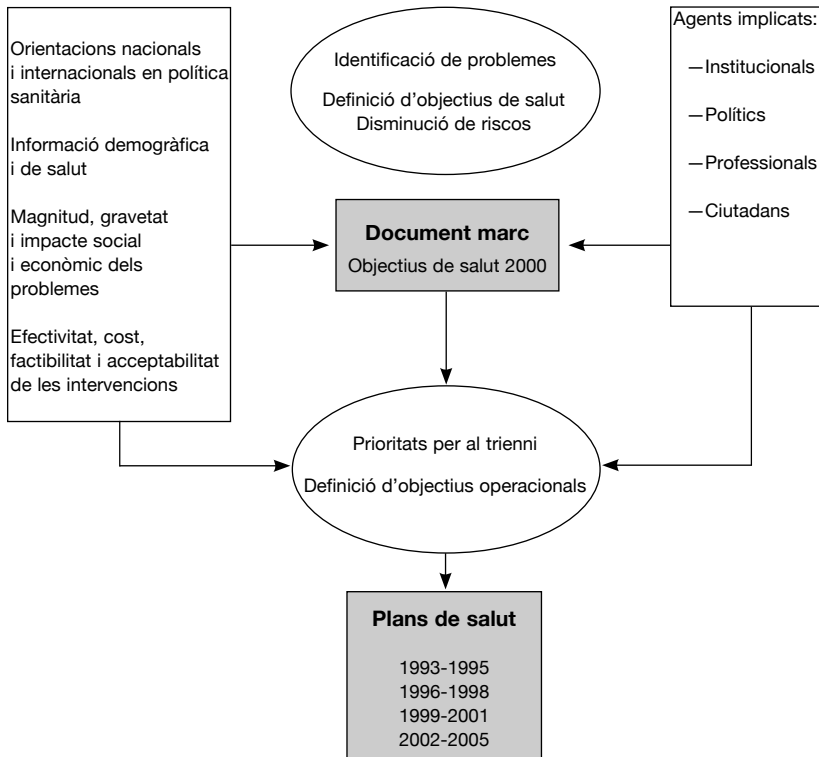 Orientacions nacionals
i internacionals en política
sanitària
Informació demogràfica
i de salut
Magnitud, gravetat
i impacte social
i econòmic dels
problemes
Efectivitat, cost,
factibilitat i acceptabilitat
de les intervencions
Identificació de problemes
Definició d’objectius de salut
Disminució de riscos
Agents implicats:
—Institucionals
—Polítics
—Professionals
—Ciutadans
Document marc
Objectius de salut 2000
Prioritats per al trienni
Definició d’objectius operacionals
Plans de salut
1993-1995
1996-1998
1999-2001
2002-2005